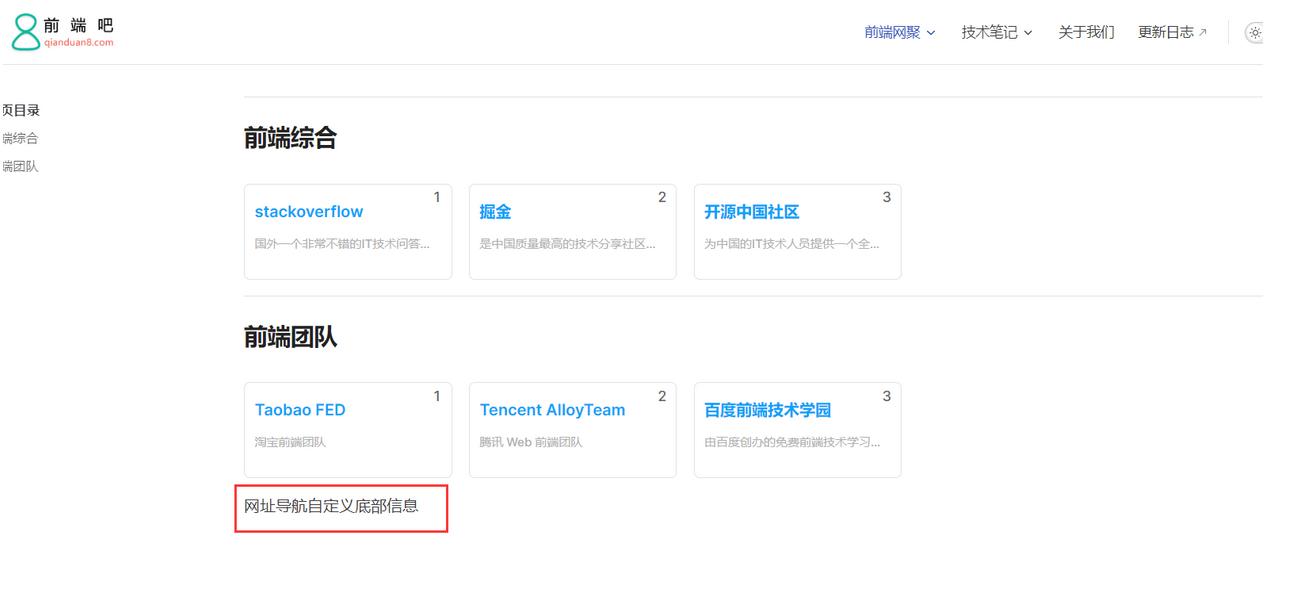 前端吧
qianduan8.com
前端网聚
技术笔记
关于我们
更新日志
页目录
端综合
端团队
前端综合
1
stackoverflow
国外一个非常不错的IT技术问答...
2
掘金
是中国质量最高的技术分享社区...
3
开源中国社区
为中国的IT技术人员提供一个全...
前端团队
1
Taobao FED
淘宝前端团队
2
Tencent AlloyTeam
腾讯 Web 前端团队
3
百度前端技术学园
由百度创办的免费前端技术学习...
网址导航自定义底部信息